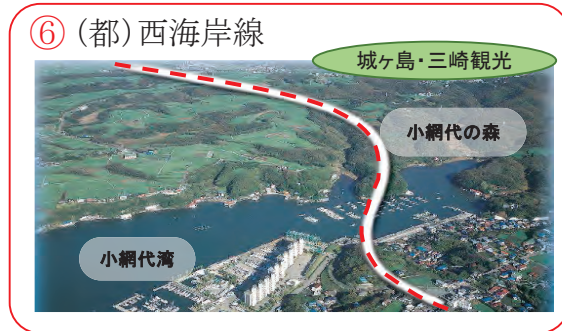 ⑥（都）西海岸線
城ヶ島・三崎観光
小網代の森
小網代湾